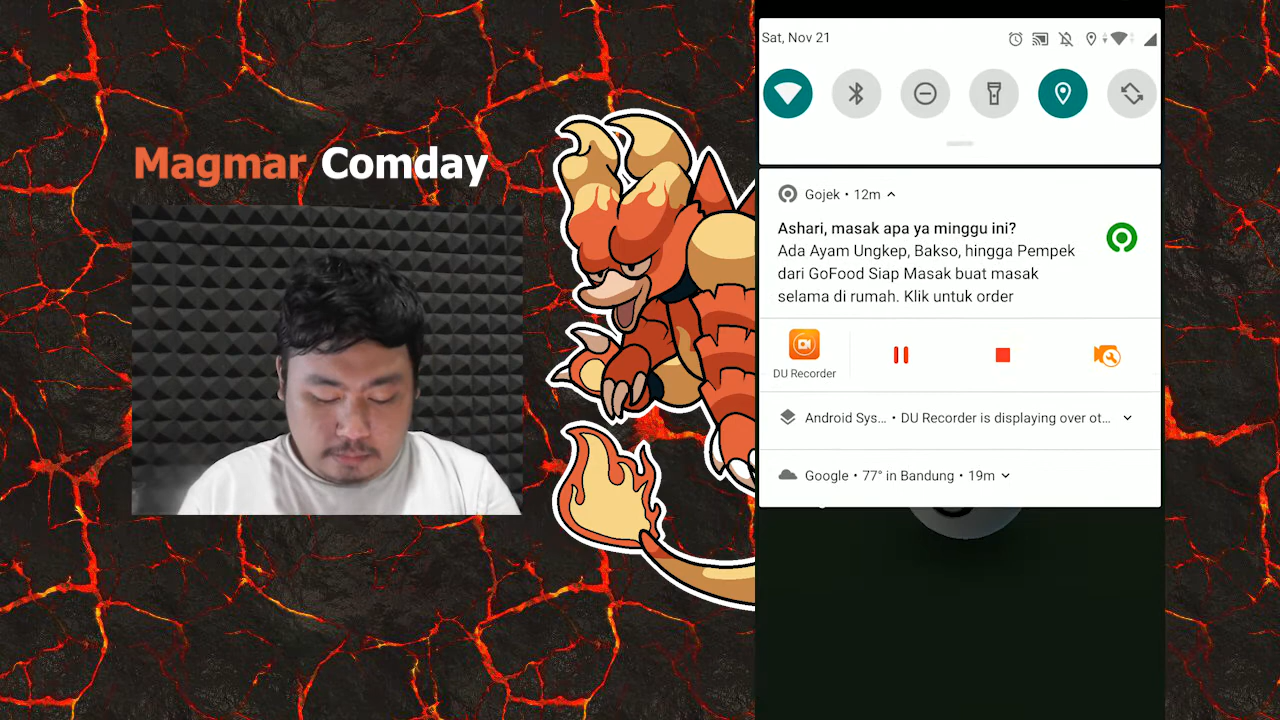 Sat, Nov 21
Magmar Comday
Gojek • 12m
Ashari, masak apa ya minggu ini?
Ada Ayam Ungkep, Bakso, hingga Pempek
dari GoFood Siap Masak buat masak
selama di rumah. Klik untuk order
DU Recorder
Android Sys... • DU Recorder is displaying over ot...
Google • 77° in Bandung • 19m